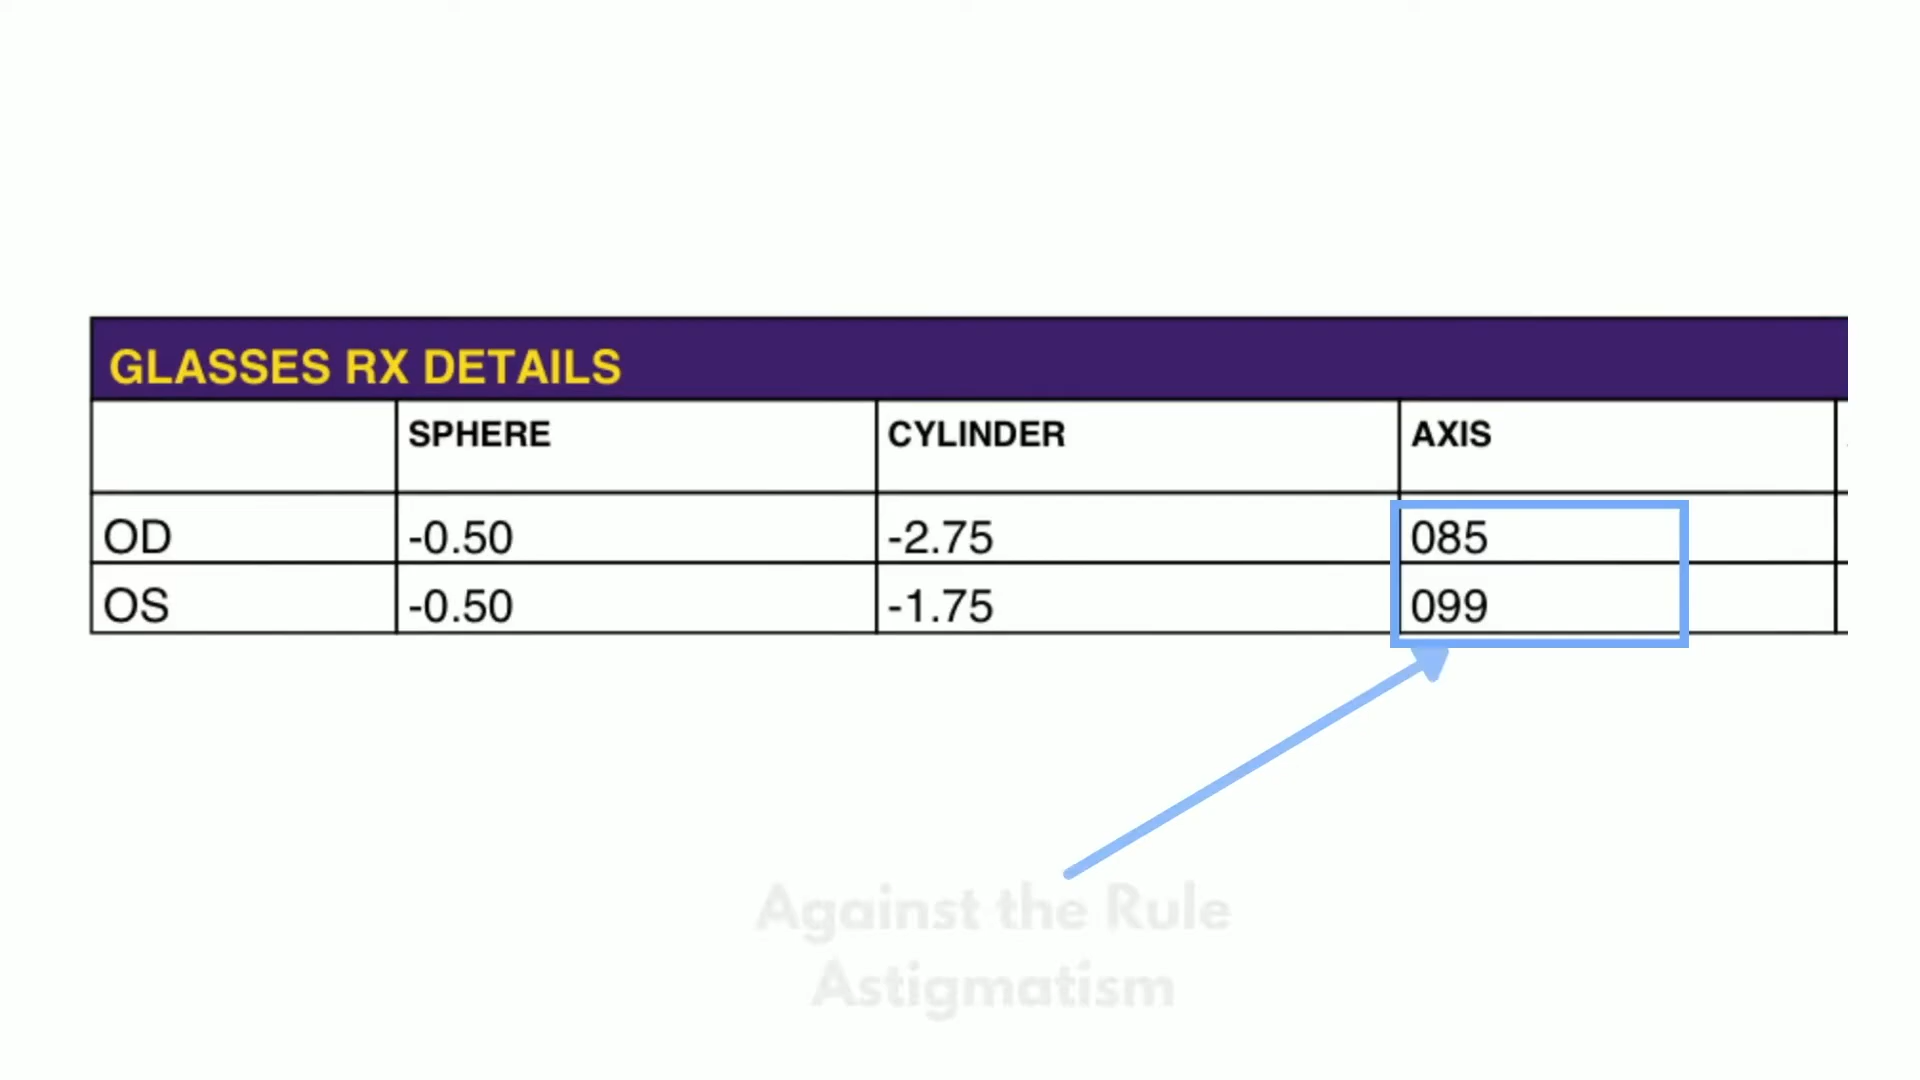 GLASSES RX DETAILS
SPHERE CYLINDER AXIS
OD -0.50 -2.75 085
OS -0.50 -1.75 099
Against the Rule
Astigmatism